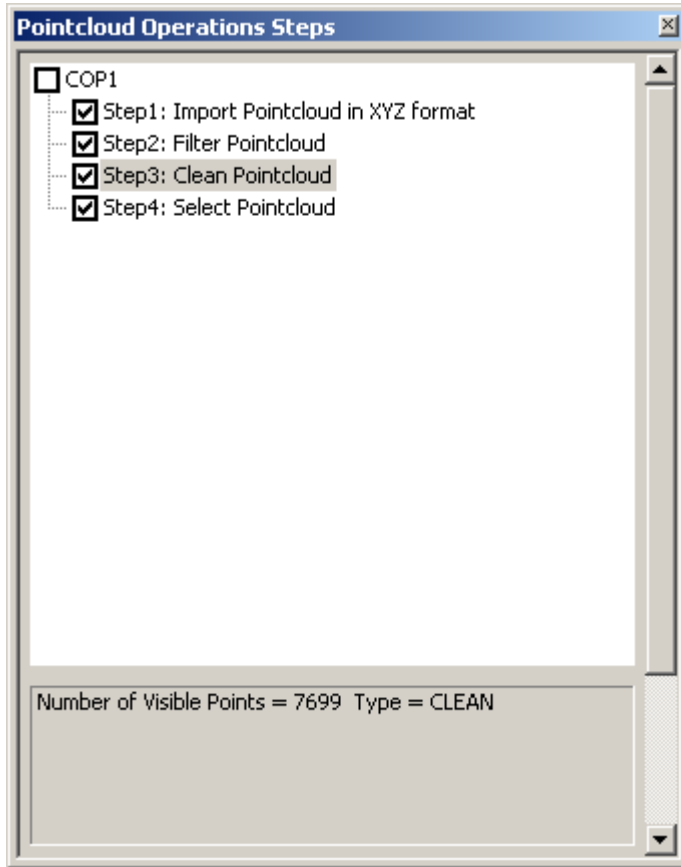 Pointcloud Operations Steps
COP1
Step1: Import Pointcloud in XYZ format
Step2: Filter Pointcloud
Step3: Clean Pointcloud
Step4: Select Pointcloud
Number of Visible Points = 7699  Type = CLEAN